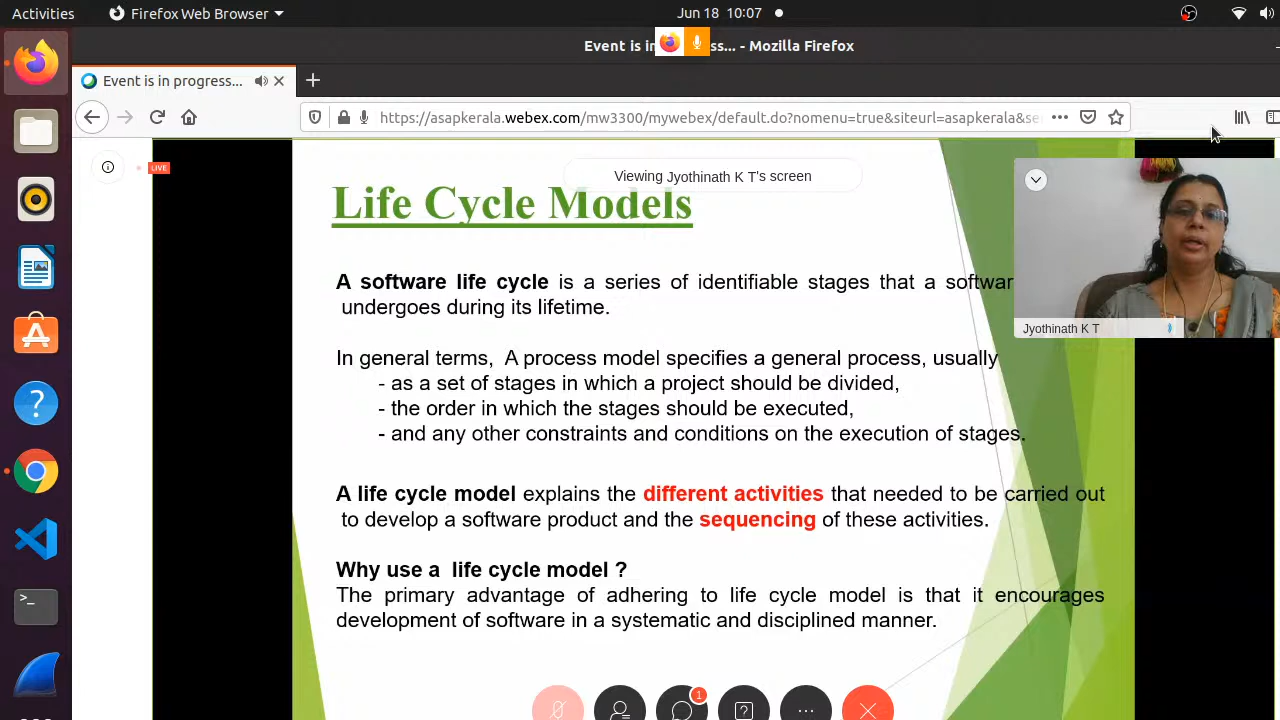 Activities
Firefox Web Browser
Jun 18 10:07
Event is in
ss... - Mozilla Firefox
Event is in progress...
https://asapkerala.webex.com/mw3300/mywebex/default.do?nomenu=true&siteurl=asapkerala&se
LIVE
Viewing Jyothinath K T's screen
Life Cycle Models
A software life cycle is a series of identifiable stages that a softwar
undergoes during its lifetime.
Jyothinath K T
In general terms, A process model specifies a general process, usually
- as a set of stages in which a project should be divided,
- the order in which the stages should be executed,
- and any other constraints and conditions on the execution of stages.
A life cycle model explains the different activities that needed to be carried out
to develop a software product and the sequencing of these activities.
Why use a life cycle model ?
The primary advantage of adhering to life cycle model is that it encourages
development of software in a systematic and disciplined manner.
1